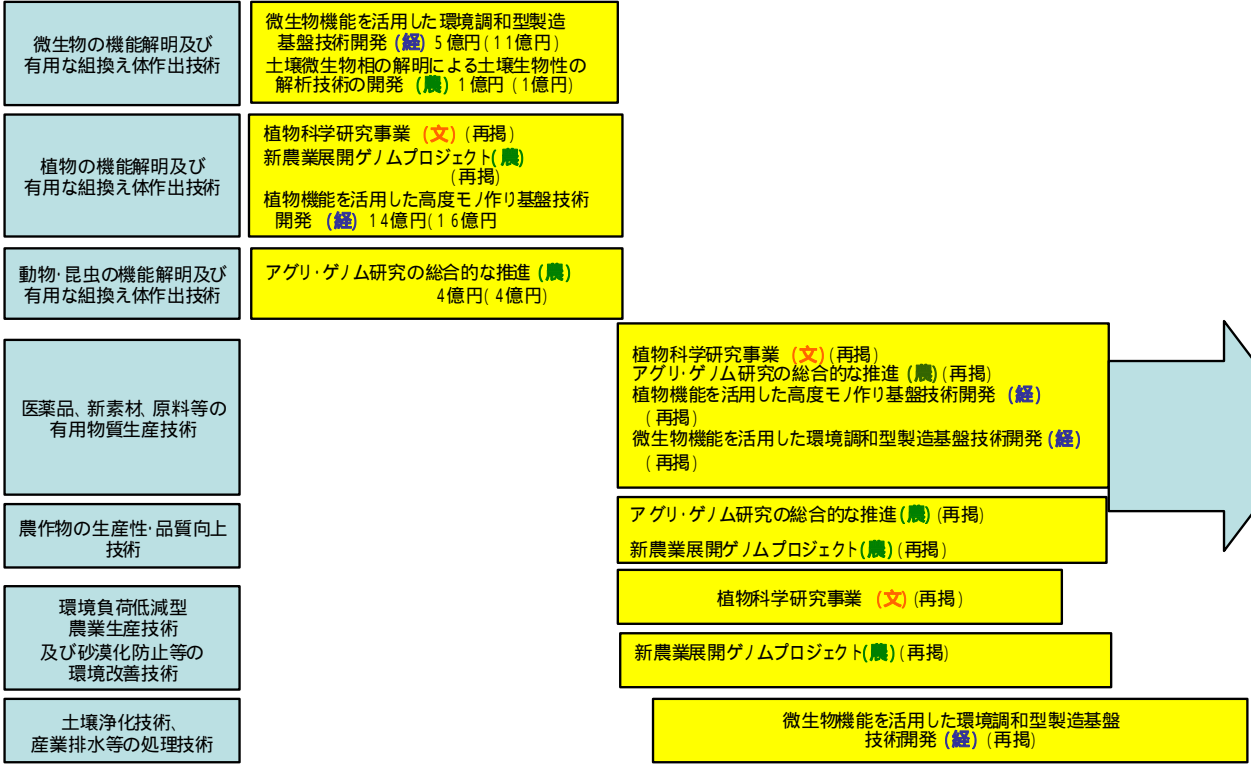 微生物の機能解明及び
有用な組換え体作出技術
微生物機能を活用した環境調和型製造
基盤技術開発 (経) 5億円(11億円)
土壌微生物相の解明による土壌生物性の
解析技術の開発 (農) 1億円 (1億円)
植物の機能解明及び
有用な組換え体作出技術
植物科学研究事業 (文) (再掲)
新農業展開ゲノムプロジェクト(農)
(再掲)
植物機能を活用した高度モノ作り基盤技術
開発 (経) 14億円(16億円
動物・昆虫の機能解明及び
有用な組換え体作出技術
アグリ・ゲノム研究の総合的な推進 (農)
4億円(4億円)
医薬品、新素材、原料等の
有用物質生産技術
植物科学研究事業 (文) (再掲)
アグリ・ゲノム研究の総合的な推進 (農) (再掲)
植物機能を活用した高度モノ作り基盤技術開発 (経)
(再掲)
微生物機能を活用した環境調和型製造基盤技術開発 (経)
(再掲)
農作物の生産性・品質向上
技術
アグリ・ゲノム研究の総合的な推進(農) (再掲)
新農業展開ゲノムプロジェクト(農) (再掲)
環境負荷低減型
農業生産技術
及び砂漠化防止等の
環境改善技術
植物科学研究事業 (文) (再掲)
新農業展開ゲノムプロジェクト(農) (再掲)
土壌浄化技術、
産業排水等の処理技術
微生物機能を活用した環境調和型製造基盤
技術開発 (経) (再掲)